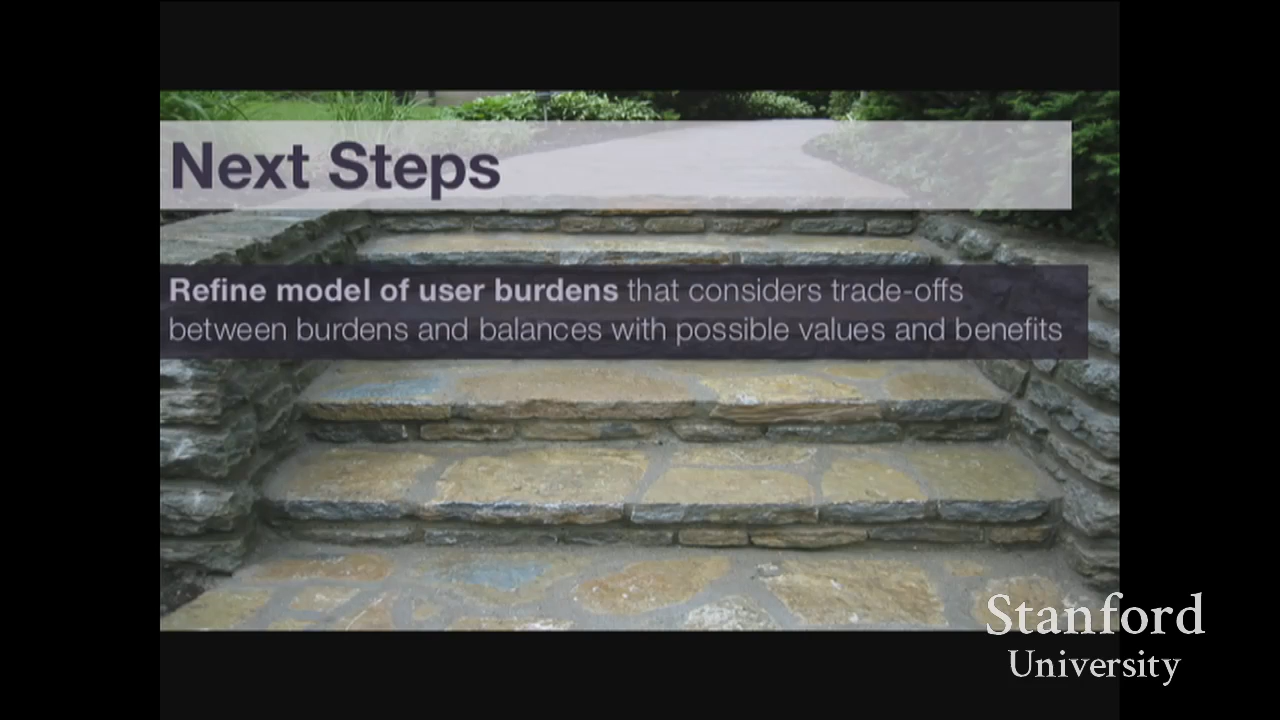 Next Steps
Refine model of user burdens that considers trade-offs
between burdens and balances with possible values and benefits
Stanford
University